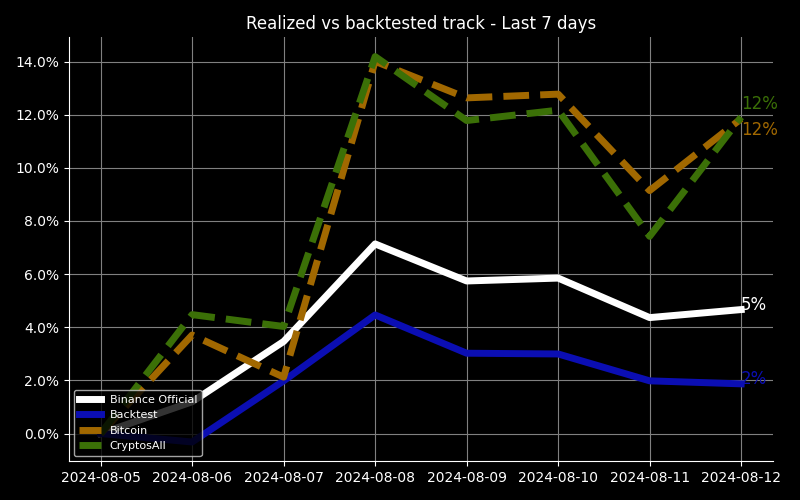 Realized vs backtested track - Last 7 days
14.0%
12.0%
10.0%
8.0%
6.0%
4.0%
2.0%
0.0%
12%
12%
5%
2%
Binance Official
Backtest
Bitcoin
CryptosAll
2024-08-05 2024-08-06 2024-08-07 2024-08-08 2024-08-09 2024-08-10 2024-08-11 2024-08-12